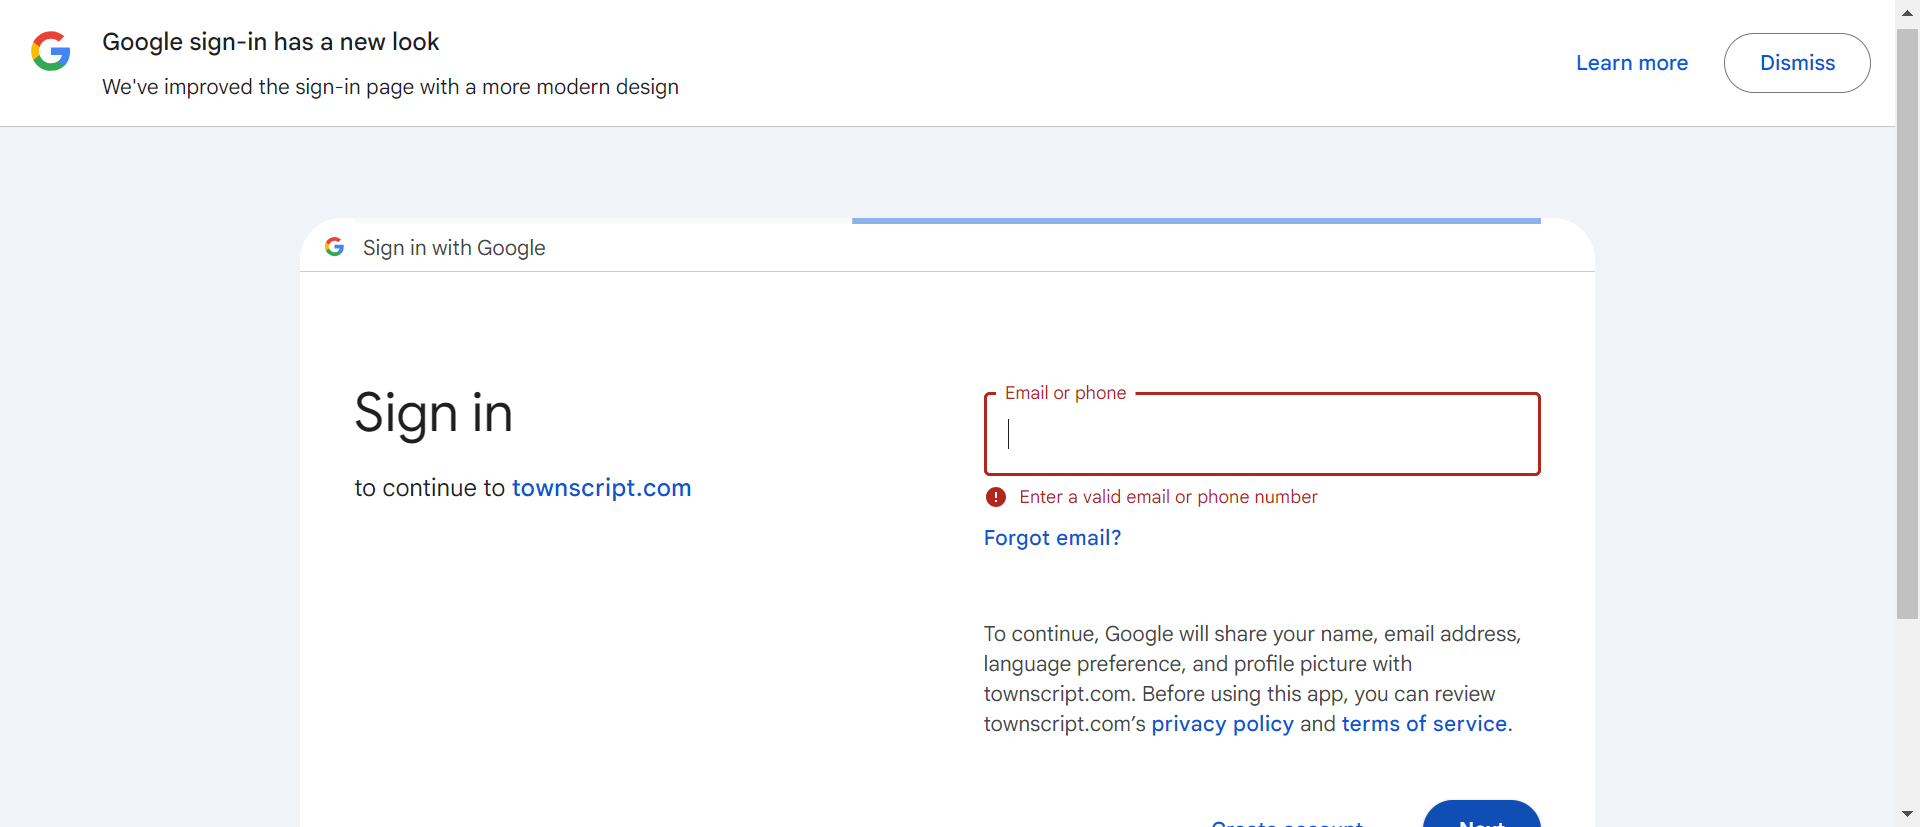 Google sign-in has a new look
We've improved the sign-in page with a more modern design
Learn more
Dismiss
Sign in with Google
Sign in
to continue to townscript.com
Email or phone
Enter a valid email or phone number
Forgot email?
To continue, Google will share your name, email address,
language preference, and profile picture with
townscript.com. Before using this app, you can review
townscript.com’s privacy policy and terms of service.
Create account
Next